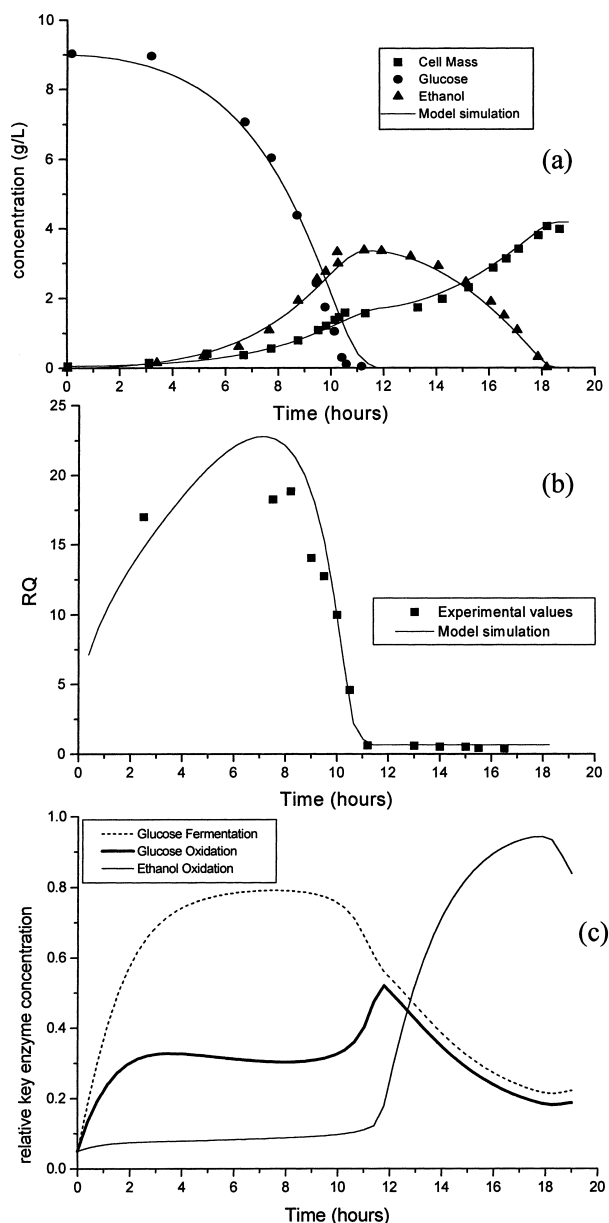 10
8
6
4
2
0
concentration (g/L)
Cell Mass
Glucose
Ethanol
Model simulation
(a)
0 2 4 6 8 10 12 14 16 18 20
Time (hours)
25
20
15
10
5
0
RQ
(b)
Experimental values
Model simulation
0 2 4 6 8 10 12 14 16 18 20
Time (hours)
1.0
0.8
0.6
0.4
0.2
0.0
relative key enzyme concentration
Glucose Fermentation
Glucose Oxidation
Ethanol Oxidation
(c)
0 2 4 6 8 10 12 14 16 18 20
Time (hours)